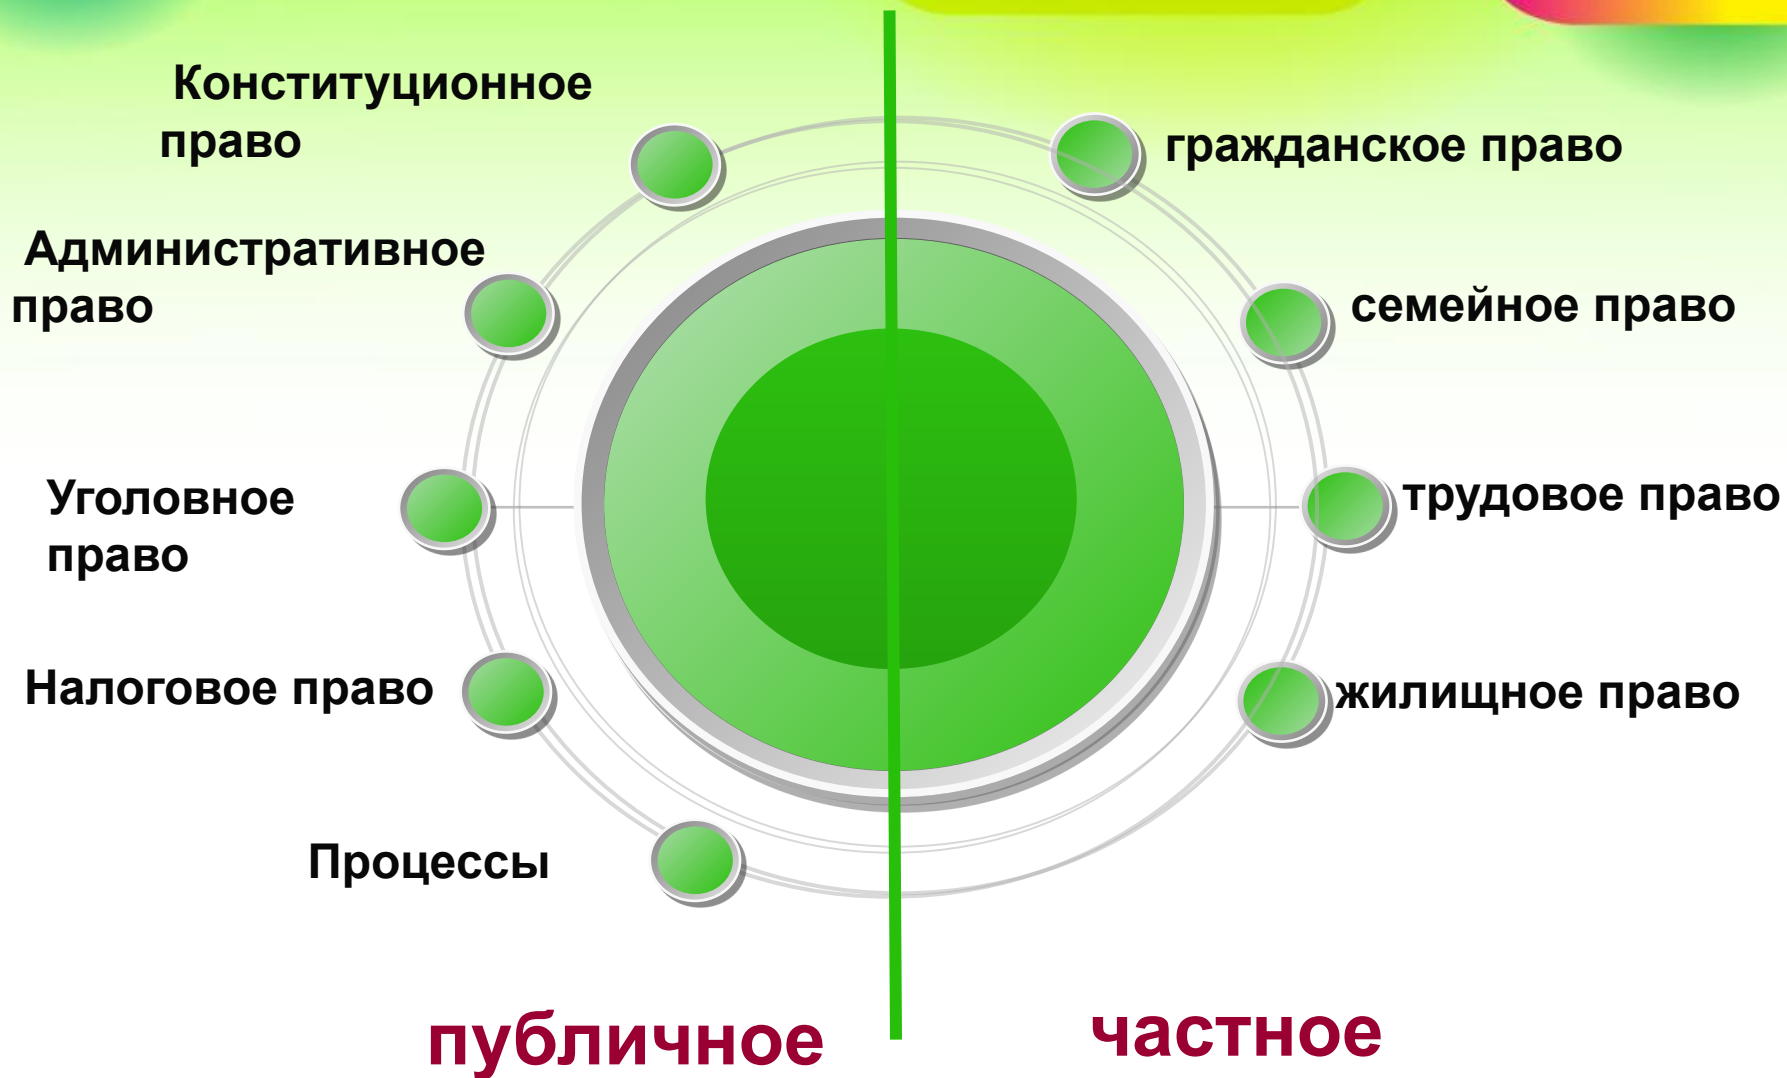 Конституционное
право
Административное
право
Уголовное
право
Налоговое право
Процессы
гражданское право
семейное право
трудовое право
жилищное право
публичное
частное